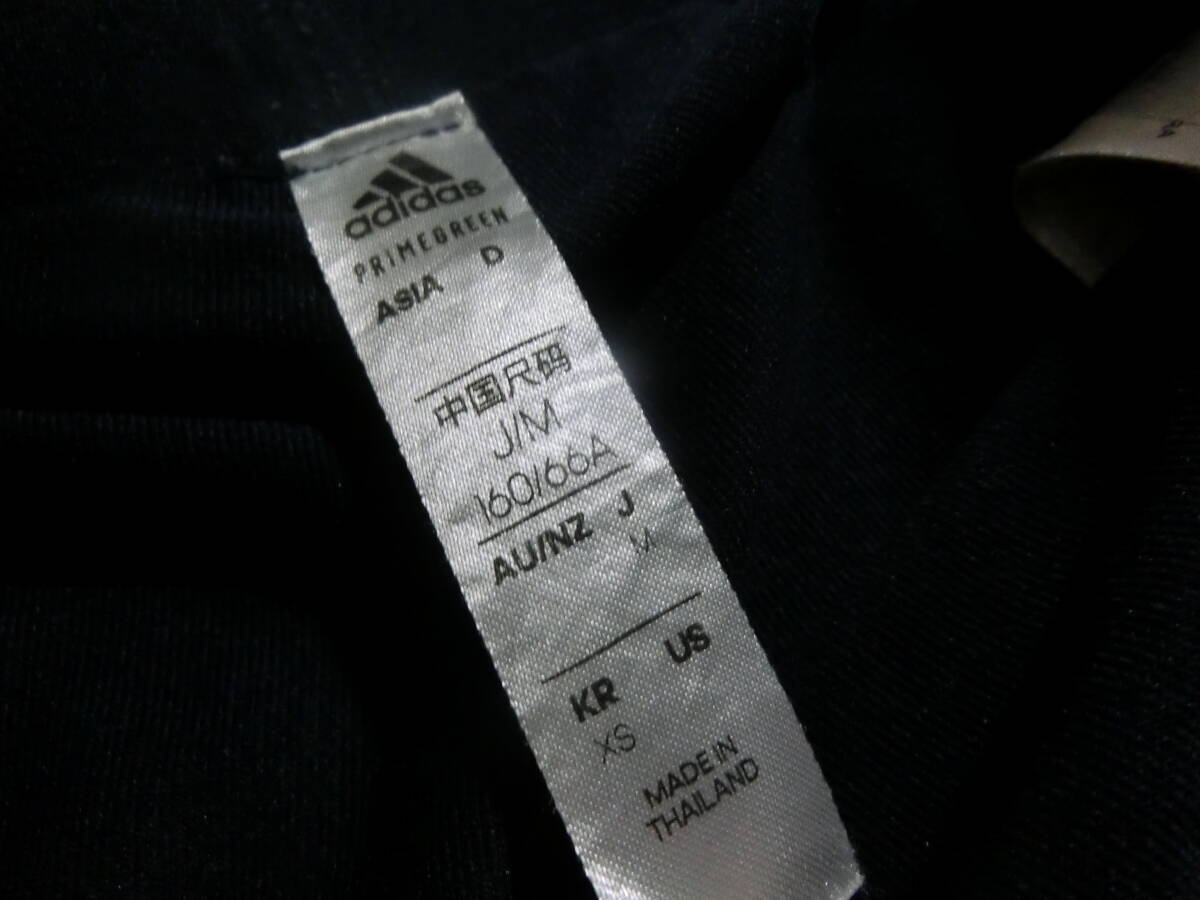 adidas
PRIMEGREEN
ASIA D
中国尺码
J/M
160/66A
AU/NZ J
M
KR US
XS
MADE IN
THAILAND